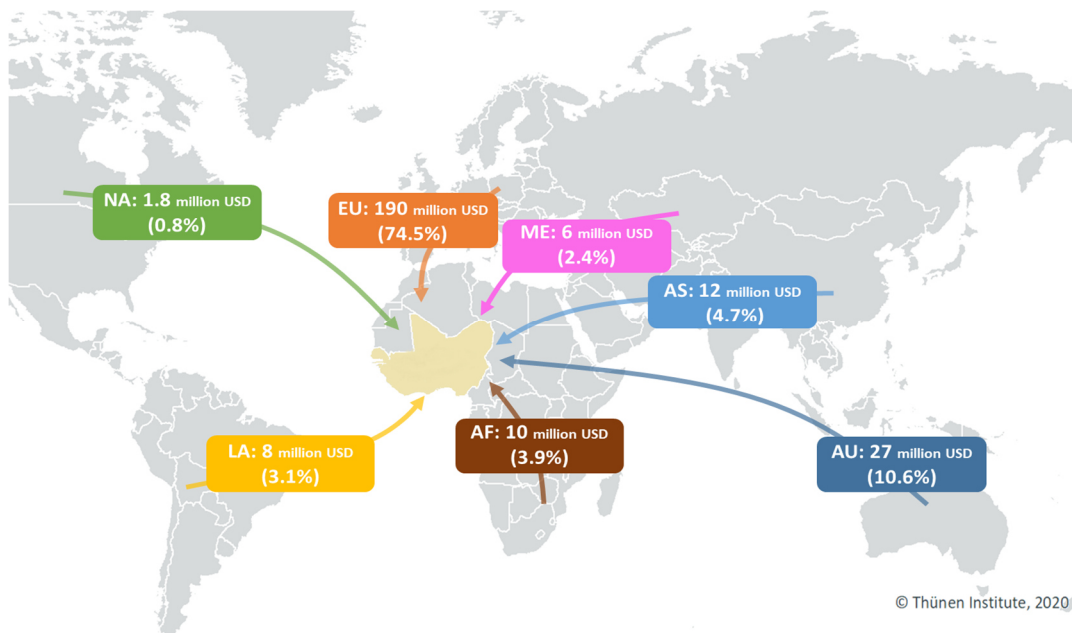 NA: 1.8 million USD
(0.8%)
EU: 190 million USD
(74.5%)
ME: 6 million USD
(2.4%)
AS: 12 million USD
(4.7%)
LA: 8 million USD
(3.1%)
AF: 10 million USD
(3.9%)
AU: 27 million USD
(10.6%)
© Thünen Institute, 2020